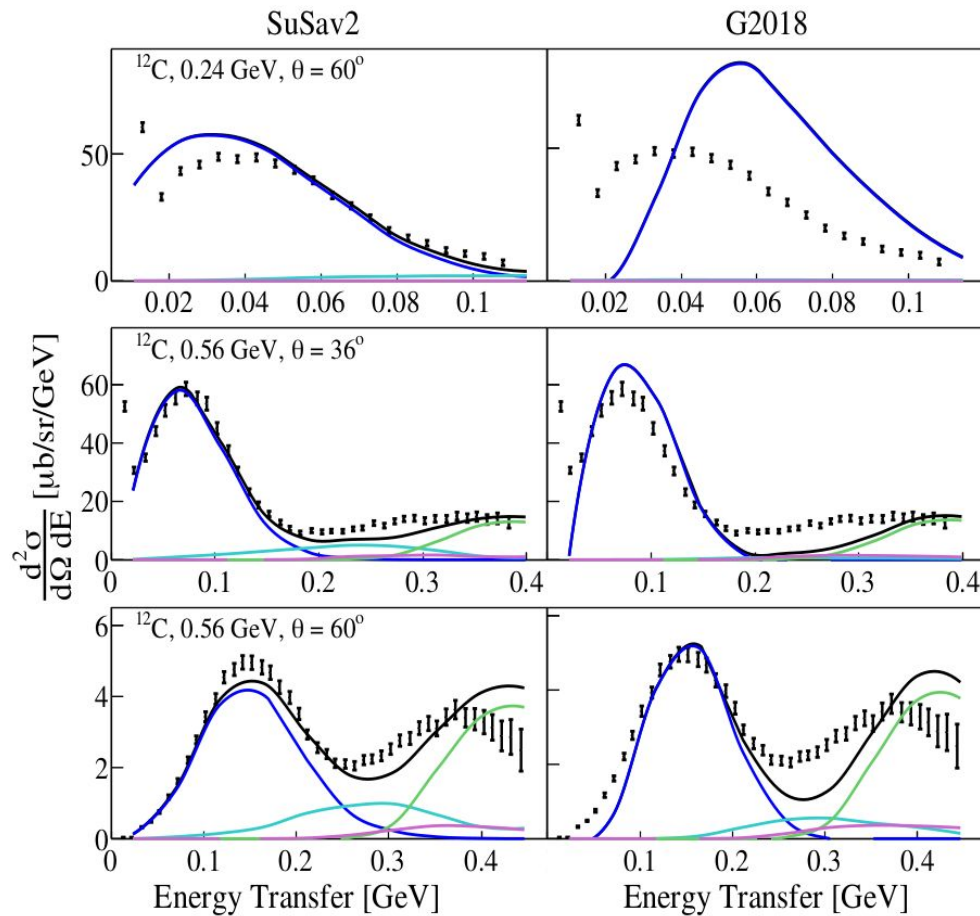 SuSav2 G2018
¹²C, 0.24 GeV, θ = 60°
50
0
0.02 0.04 0.06 0.08 0.1 0.02 0.04 0.06 0.08 0.1
¹²C, 0.56 GeV, θ = 36°
60
40
20
0
0 0.1 0.2 0.3 0.4 0.1 0.2 0.3 0.4
d²σ/dΩ dE [μb/sr/GeV]
¹²C, 0.56 GeV, θ = 60°
6
4
2
0
0 0.1 0.2 0.3 0.4 0.1 0.2 0.3 0.4
Energy Transfer [GeV] Energy Transfer [GeV]